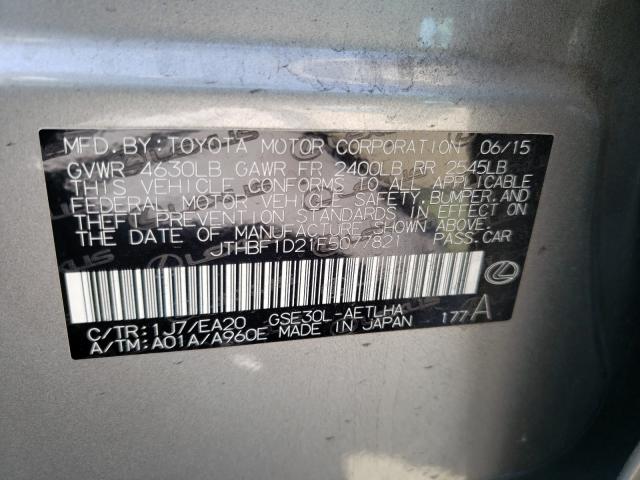 MFD. BY: TOYOTA MOTOR CORPORATION 06/15
GVWR 4630LB GAWR FR 2400LB RR 2545LB
THIS VEHICLE CONFORMS TO ALL APPLICABLE
FEDERAL MOTOR VEHICLE SAFETY, BUMPER, AND
THEFT PREVENTION STANDARDS IN EFFECT ON
THE DATE OF MANUFACTURE SHOWN ABOVE.
JTHBF1D21F5077821 PASS.CAR
C/TR: 1J7/EA20 GSE30L-AETLHA
A/TM: A01A/A960E MADE IN JAPAN 177 A